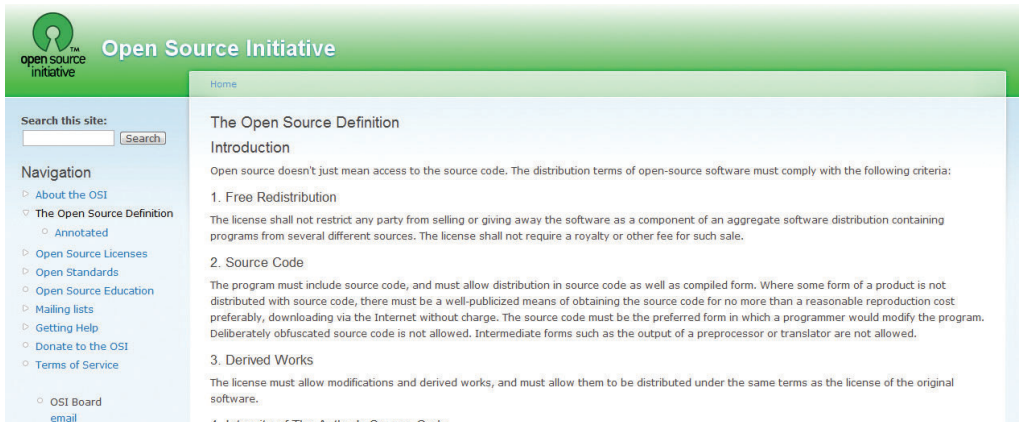 open source
initiative
TM
Open Source Initiative
Home
Search this site:
Search
Navigation
About the OSI
The Open Source Definition
Annotated
Open Source Licenses
Open Standards
Open Source Education
Mailing lists
Getting Help
Donate to the OSI
Terms of Service
OSI Board
email
The Open Source Definition
Introduction
Open source doesn't just mean access to the source code. The distribution terms of open-source software must comply with the following criteria:
1. Free Redistribution
The license shall not restrict any party from selling or giving away the software as a component of an aggregate software distribution containing
programs from several different sources. The license shall not require a royalty or other fee for such sale.
2. Source Code
The program must include source code, and must allow distribution in source code as well as compiled form. Where some form of a product is not
distributed with source code, there must be a well-publicized means of obtaining the source code for no more than a reasonable reproduction cost
preferably, downloading via the Internet without charge. The source code must be the preferred form in which a programmer would modify the program.
Deliberately obfuscated source code is not allowed. Intermediate forms such as the output of a preprocessor or translator are not allowed.
3. Derived Works
The license must allow modifications and derived works, and must allow them to be distributed under the same terms as the license of the original
software.